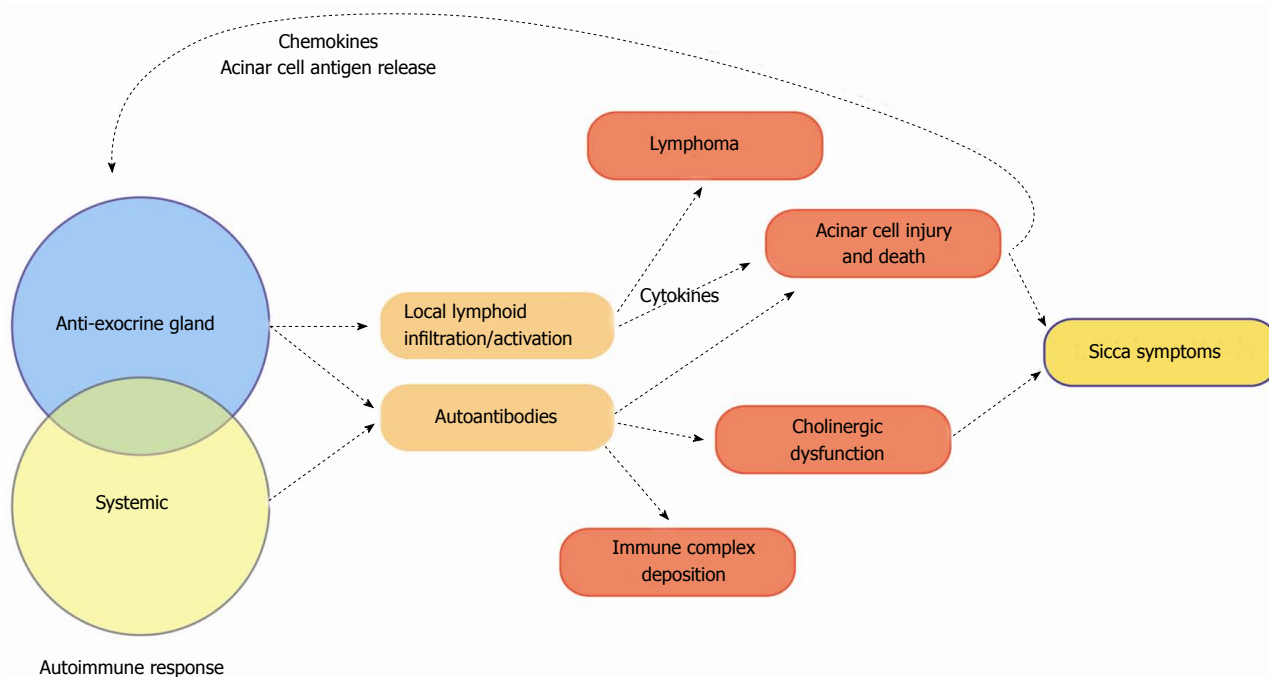 Chemokines
Acinar cell antigen release
Lymphoma
Acinar cell injury
and death
Cytokines
Anti-exocrine gland
Local lymphoid
infiltration/activation
Sicca symptoms
Autoantibodies
Cholinergic
dysfunction
Systemic
Immune complex
deposition
Autoimmune response